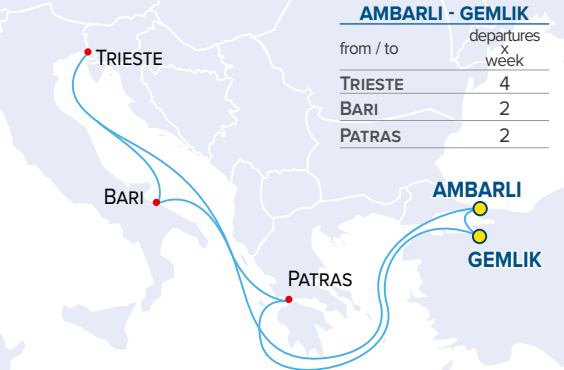 AMBARLI - GEMLIK
from / to departures x week
TRIESTE 4
BARI 2
PATRAS 2
TRIESTE
BARI
AMBARLI
GEMLIK
PATRAS